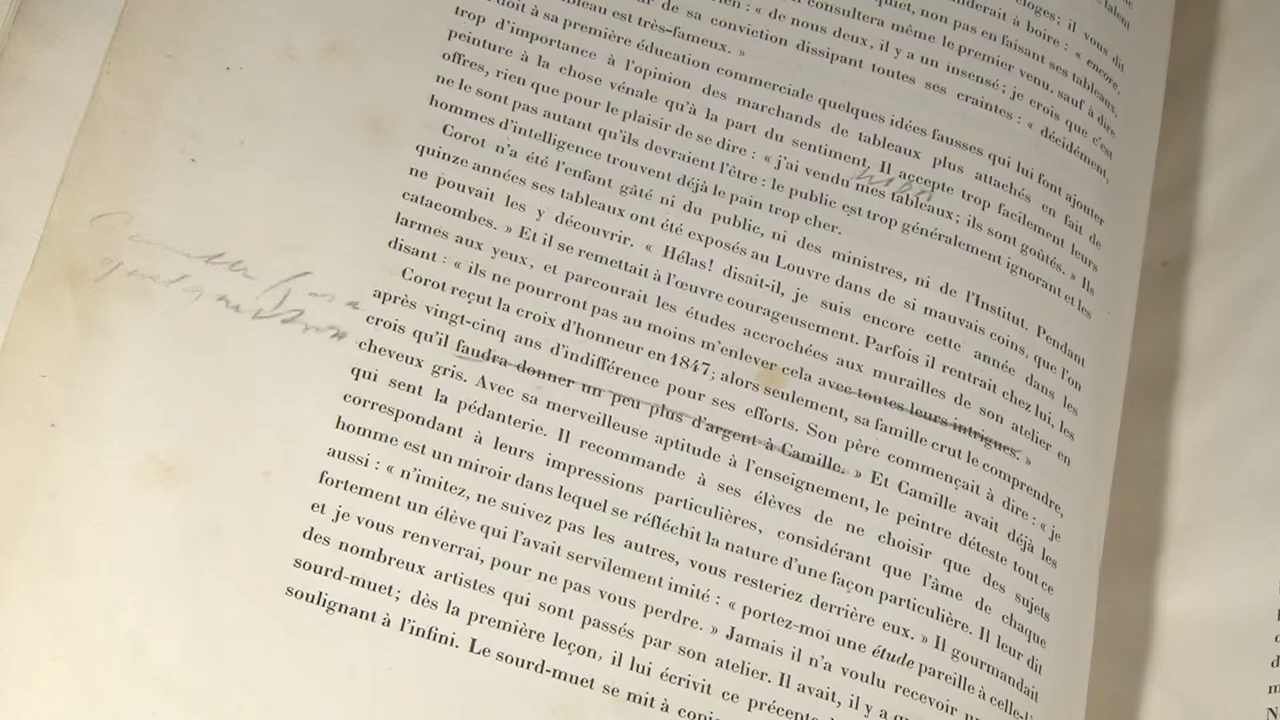 talent
éloges; il vous dit
à boire : « encore,
non pas en faisant ses tableaux,
consultera même le premier venu, sauf à dire
: « de nous deux, il y a un insensé; je crois que c'est
de sa conviction dissipant toutes ses craintes : « décidément,
est très-fameux. »
doit à sa première éducation commerciale quelques idées fausses qui lui font ajouter
trop d'importance à l'opinion des marchands de tableaux plus attachés en fait de
peinture à la chose vénale qu'à la part du sentiment. Il accepte trop facilement leurs
offres, rien que pour le plaisir de se dire : « j'ai vendu mes tableaux; ils sont goûtés. » Ils
ne le sont pas autant qu'ils devraient l'être : le public est trop généralement ignorant et les
hommes d'intelligence trouvent déjà le pain trop cher.
Corot n'a été l'enfant gâté ni du public, ni des ministres, ni de l'Institut. Pendant
quinze années ses tableaux ont été exposés au Louvre dans de si mauvais coins, que l'on
ne pouvait les y découvrir. « Hélas! disait-il, je suis encore cette année dans les
catacombes. » Et il se remettait à l'œuvre courageusement. Parfois il rentrait chez lui, les
larmes aux yeux, et parcourait les études accrochées aux murailles de son atelier en
disant : « ils ne pourront pas au moins m'enlever cela avec toutes leurs intrigues. »
Corot reçut la croix d'honneur en 1847; alors seulement, sa famille crut le comprendre,
après vingt-cinq ans d'indifférence pour ses efforts. Son père commençait à dire : « je
crois qu'il faudra donner un peu plus d'argent à Camille. » Et Camille avait déjà les
cheveux gris. Avec sa merveilleuse aptitude à l'enseignement, le peintre déteste tout ce
qui sent la pédanterie. Il recommande à ses élèves de ne choisir que des sujets
correspondant à leurs impressions particulières, considérant que l'âme de chaque
homme est un miroir dans lequel se réfléchit la nature d'une façon particulière. Il leur dit
aussi : « n'imitez, ne suivez pas les autres, vous resteriez derrière eux. » Il gourmandait
fortement un élève qui l'avait servilement imité : « portez-moi une étude pareille à celle-là
et je vous renverrai, pour ne pas vous perdre. » Jamais il n'a voulu recevoir
des nombreux artistes qui sont passés par son atelier. Il avait, il y a
sourd-muet; dès la première leçon, il lui écrivit ce précepte
soulignant à l'infini. Le sourd-muet se mit à